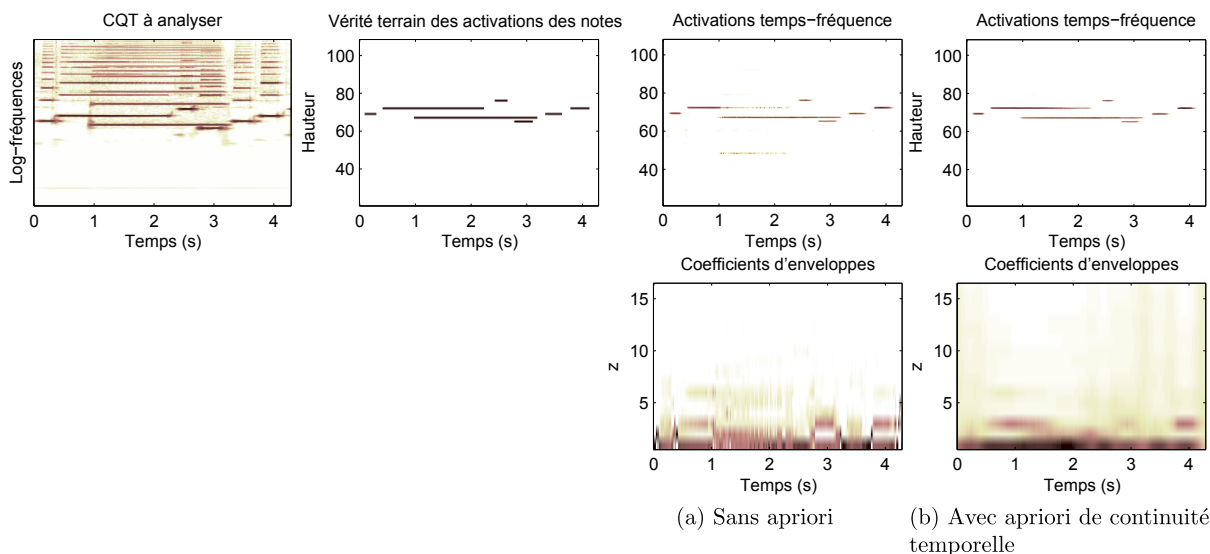 CQT à analyser
Log−fréquences
0 1 2 3 4
Temps (s)
Vérité terrain des activations des notes
Hauteur
100
80
60
40
0 1 2 3 4
Temps (s)
Activations temps−fréquence
Hauteur
100
80
60
40
0 1 2 3 4
Temps (s)
Activations temps−fréquence
Hauteur
100
80
60
40
0 1 2 3 4
Temps (s)
Coefficients d'enveloppes
z
15
10
5
0 1 2 3 4
Temps (s)
Coefficients d'enveloppes
z
15
10
5
0 1 2 3 4
Temps (s)
(a) Sans apriori
(b) Avec apriori de continuité
temporelle